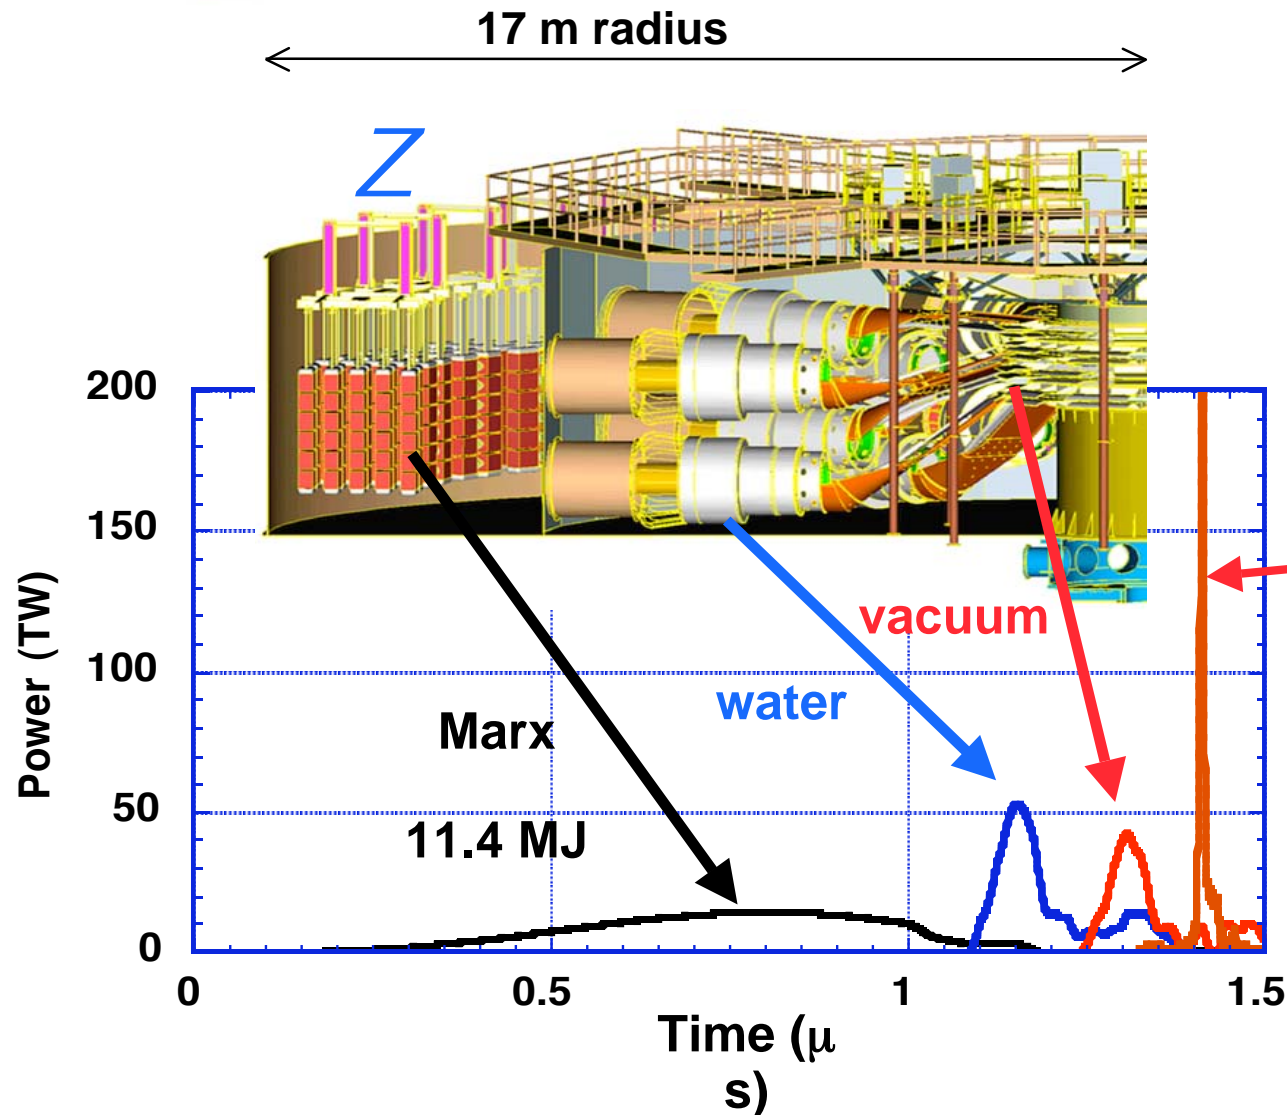 17 m radius
Z
200
150
100
50
0
Power (TW)
vacuum
water
Marx
11.4 MJ
0
0.5
1
1.5
Time (μ
s)